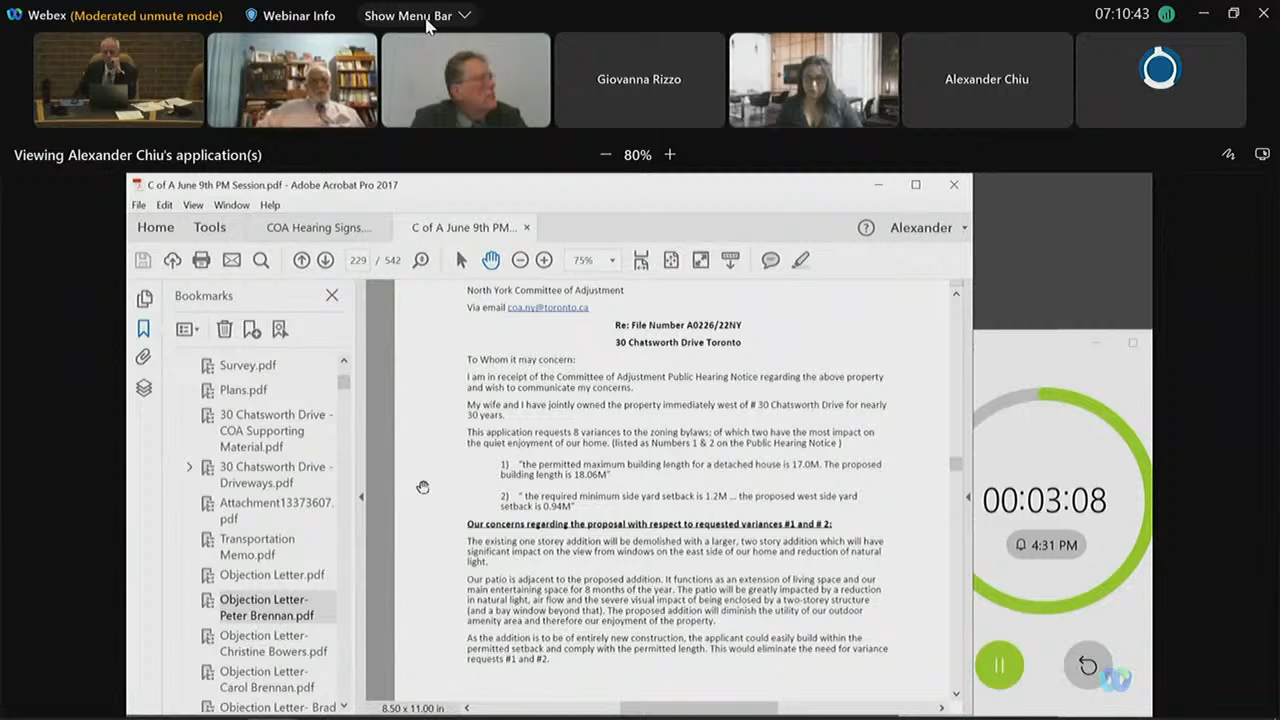 Webex (Moderated unmute mode) Webinar Info Show Menu Bar 07:10:43
Giovanna Rizzo
Alexander Chiu
Viewing Alexander Chiu's application(s)
80%
C of A June 9th PM Session.pdf - Adobe Acrobat Pro 2017
File Edit View Window Help
Home Tools COA Hearing Signs.... C of A June 9th PM... × Alexander
229 / 542 75%
Bookmarks
Survey.pdf
Plans.pdf
30 Chatsworth Drive -
COA Supporting
Material.pdf
30 Chatsworth Drive -
Driveways.pdf
Attachment13373607.
pdf
Transportation
Memo.pdf
Objection Letter.pdf
Objection Letter-
Peter Brennan.pdf
Objection Letter-
Christine Bowers.pdf
Objection Letter-
Carol Brennan.pdf
Objection Letter- Brad
North York Committee of Adjustment
Via email coa.ny@toronto.ca
Re: File Number A0226/22NY
30 Chatsworth Drive Toronto
To Whom it may concern:
I am in receipt of the Committee of Adjustment Public Hearing Notice regarding the above property
and wish to communicate my concerns.
My wife and I have jointly owned the property immediately west of # 30 Chatsworth Drive for nearly
30 years.
This application requests 8 variances to the zoning bylaws; of which two have the most impact on
the quiet enjoyment of our home. (listed as Numbers 1 & 2 on the Public Hearing Notice )
1) "the permitted maximum building length for a detached house is 17.0M. The proposed
building length is 18.06M"
2) " the required minimum side yard setback is 1.2M ... the proposed west side yard
setback is 0.94M"
Our concerns regarding the proposal with respect to requested variances #1 and # 2:
The existing one storey addition will be demolished with a larger, two story addition which will have
significant impact on the view from windows on the east side of our home and reduction of natural
light.
Our patio is adjacent to the proposed addition. It functions as an extension of living space and our
main entertaining space for 8 months of the year. The patio will be greatly impacted by a reduction
in natural light, air flow and the severe visual impact of being enclosed by a two-storey structure
(and a bay window beyond that). The proposed addition will diminish the utility of our outdoor
amenity area and therefore our enjoyment of the property.
As the addition is to be of entirely new construction, the applicant could easily build within the
permitted setback and comply with the permitted length. This would eliminate the need for variance
requests #1 and #2.
8.50 x 11.00 in
00:03:08
4:31 PM